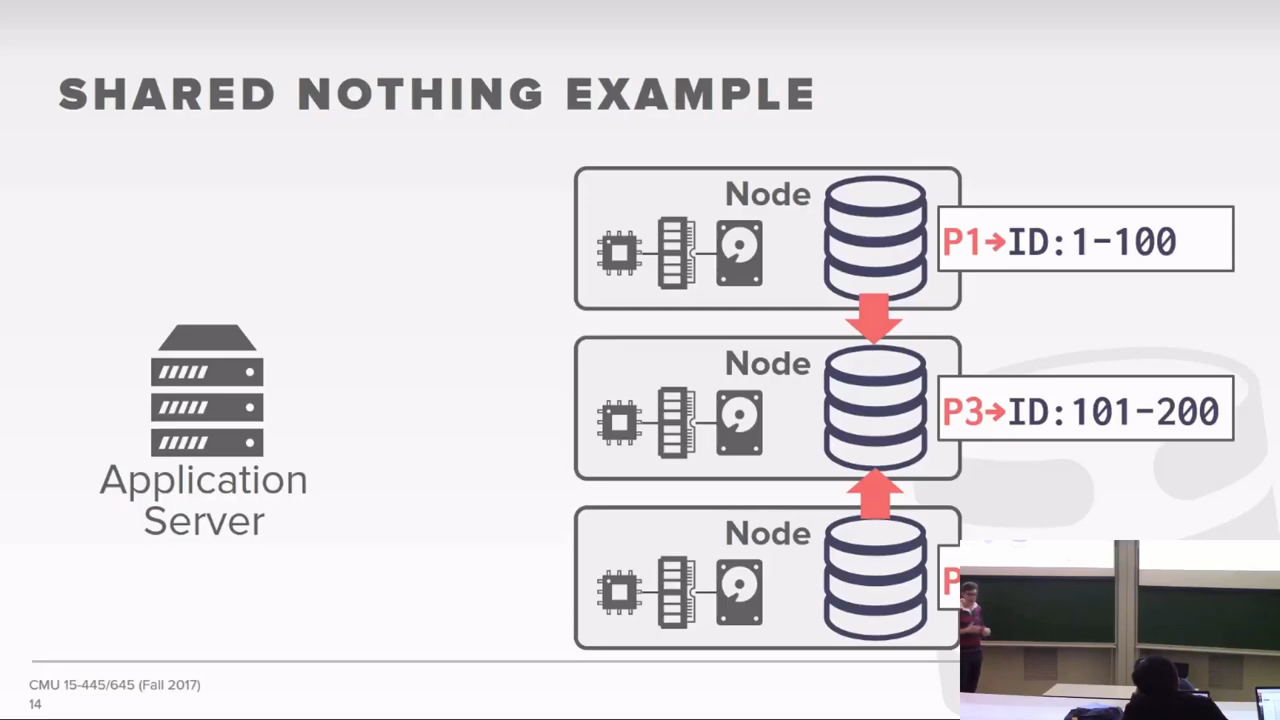 SHARED NOTHING EXAMPLE
Node
P1→ID:1-100
Node
P3→ID:101-200
Application
Server
Node
P
CMU 15-445/645 (Fall 2017)
14